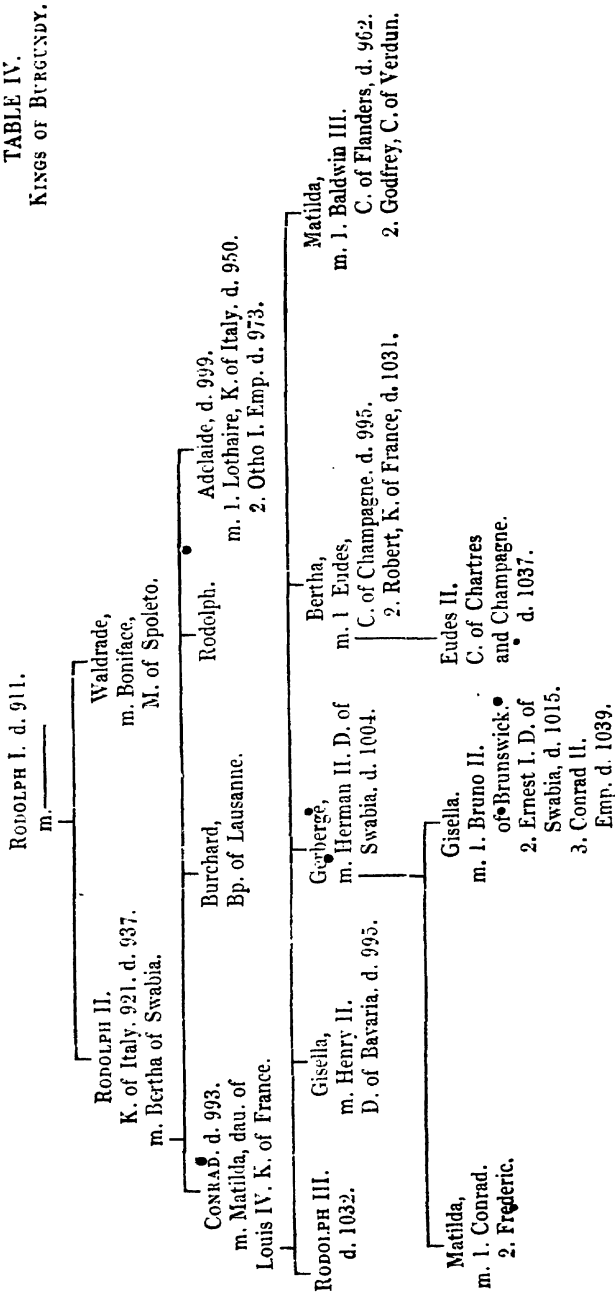 TABLE IV.
KINGS OF BURGUNDY.
RODOLPH I. d. 911.
m.
RODOLPH II.
K. of Italy. 921. d. 937.
m. Bertha of Swabia.
Waldrade,
m. Boniface,
M. of Spoleto.
CONRAD. d. 993.
m. Matilda, dau. of
Louis IV. K. of France.
Burchard,
Bp. of Lausanne.
Rodolph.
Adelaide, d. 999.
m. 1. Lothaire, K. of Italy. d. 950.
2. Otho I. Emp. d. 973.
RODOLPH III.
d. 1032.
Gisella,
m. Henry II.
D. of Bavaria. d. 995.
Gerberge,
m. Herman II. D. of
Swabia. d. 1004.
Bertha,
m. 1 Eudes,
C. of Champagne. d. 995.
2. Robert, K. of France, d. 1031.
Matilda,
m. 1. Baldwin III.
C. of Flanders, d. 962.
2. Godfrey, C. of Verdun.
Matilda,
m. 1. Conrad.
2. Frederic.
Gisella.
m. 1. Bruno II.
of Brunswick.
2. Ernest I. D. of
Swabia, d. 1015.
3. Conrad II.
Emp. d. 1039.
Eudes II.
C. of Chartres
and Champagne.
d. 1037.